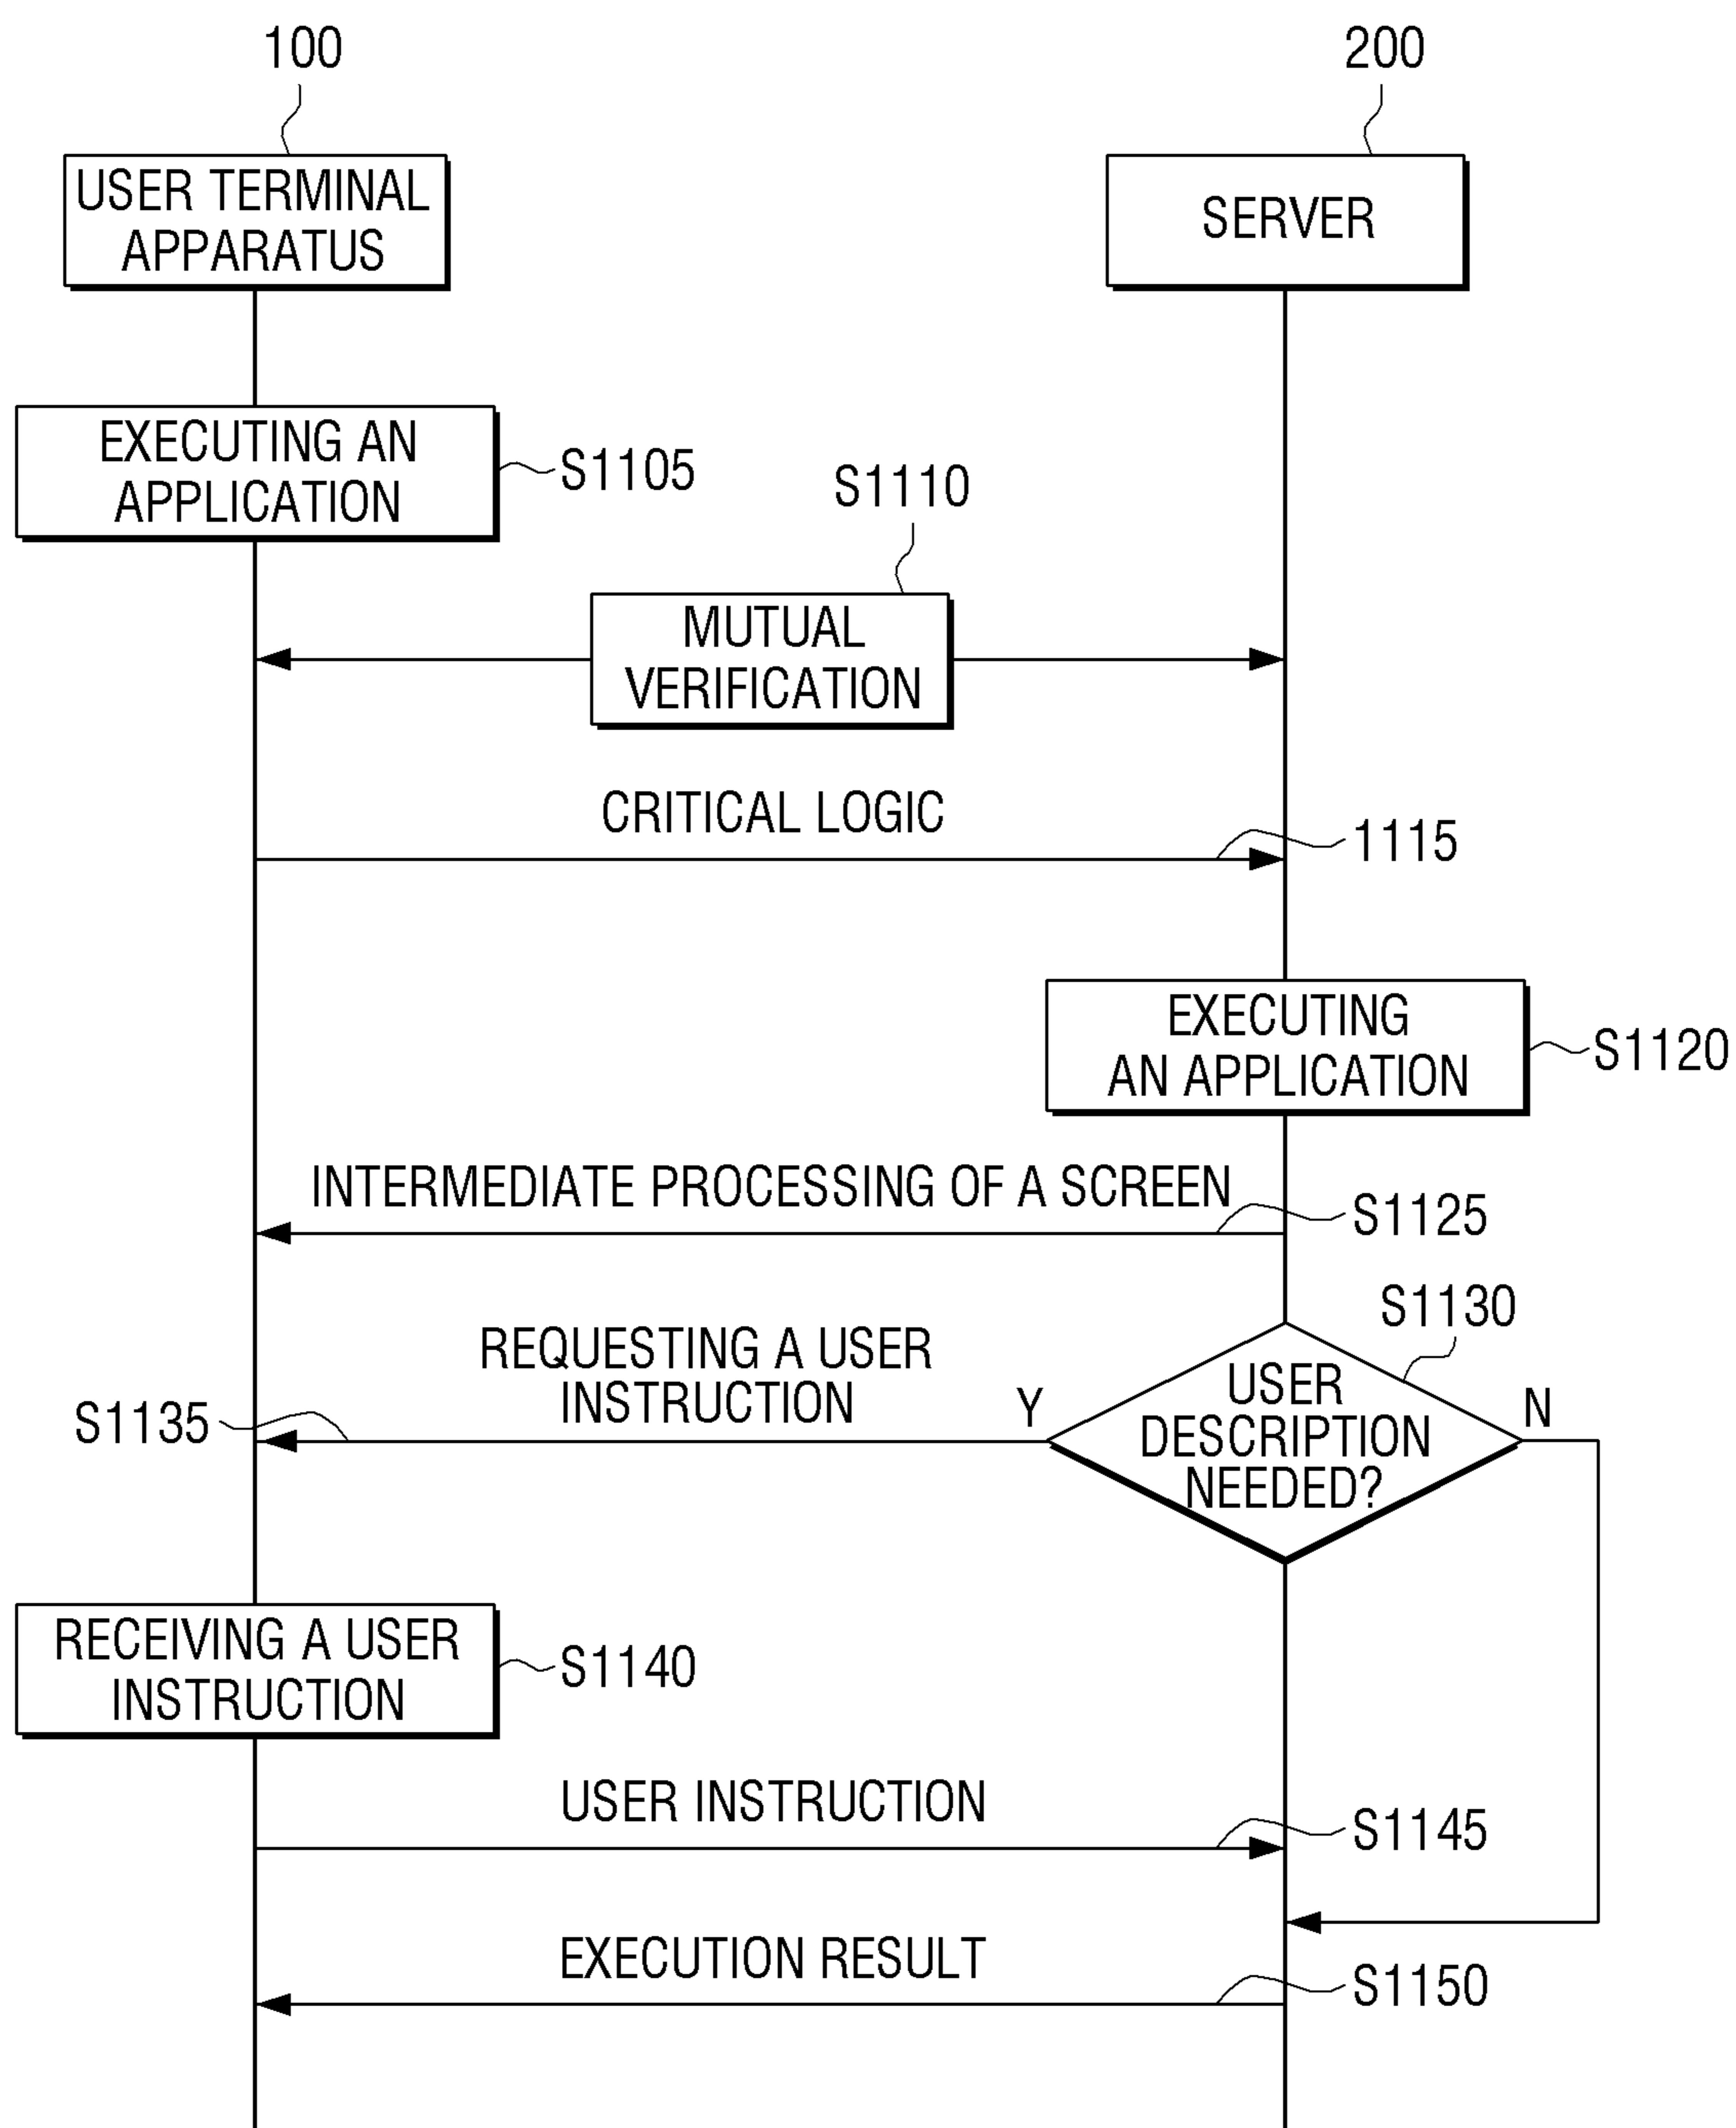 100
200
USER TERMINAL
APPARATUS
SERVER
EXECUTING AN
APPLICATION
S1105
S1110
MUTUAL
VERIFICATION
CRITICAL LOGIC
1115
EXECUTING
AN APPLICATION
S1120
INTERMEDIATE PROCESSING OF A SCREEN
S1125
S1130
REQUESTING A USER
INSTRUCTION
S1135
Y
USER
DESCRIPTION
NEEDED?
N
RECEIVING A USER
INSTRUCTION
S1140
USER INSTRUCTION
S1145
EXECUTION RESULT
S1150